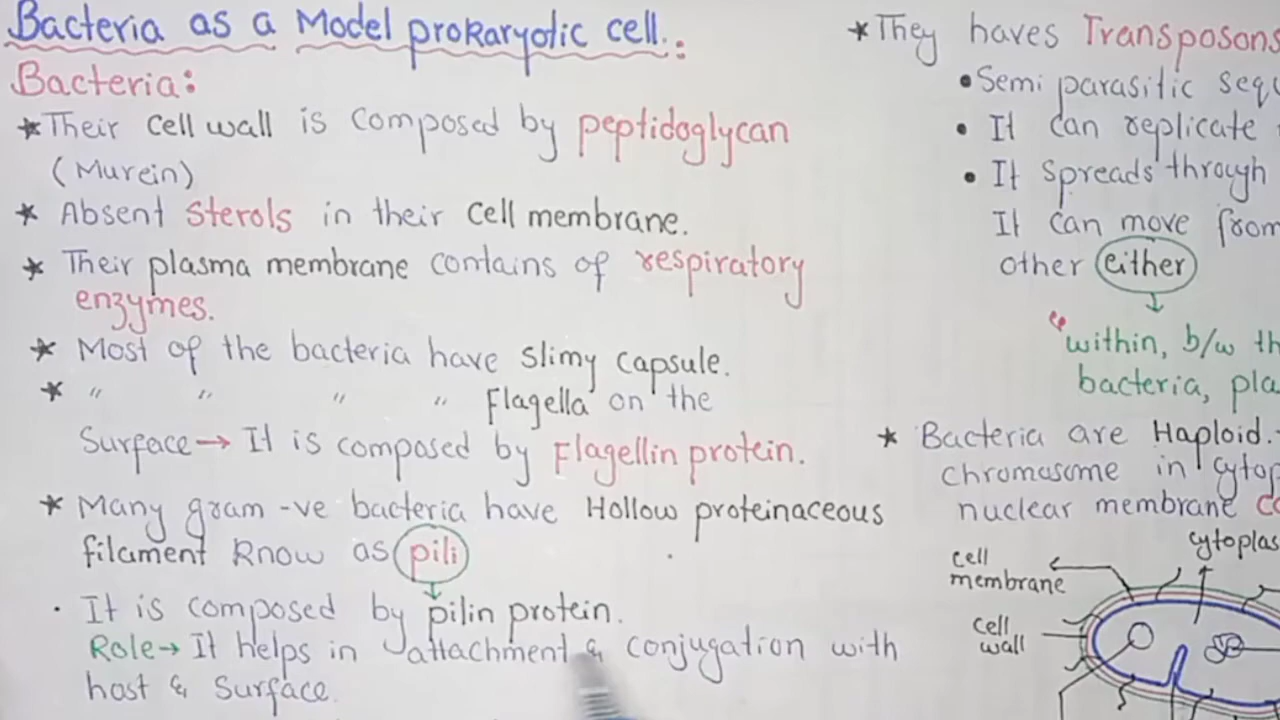 Bacteria as a Model prokaryotic cell.:
Bacteria:
* Their cell wall is composed by peptidoglycan
(Murein)
* Absent Sterols in their cell membrane.
* Their plasma membrane contains of respiratory
enzymes.
* Most of the bacteria have slimy capsule.
* " " " " Flagella on the
Surface → It is composed by Flagellin protein.
* Many gram -ve bacteria have Hollow proteinaceous
filament know as pili
· It is composed by pilin protein.
Role → It helps in attachment & conjugation with
host & Surface.
* They haves Transposons
• Semi parasitic
• It can replicate
• It spreads through
It can move from
other either
within, b/w
bacteria,
* Bacteria are Haploid.
chromosome in
nuclear membrane
cell
membrane
cell
wall